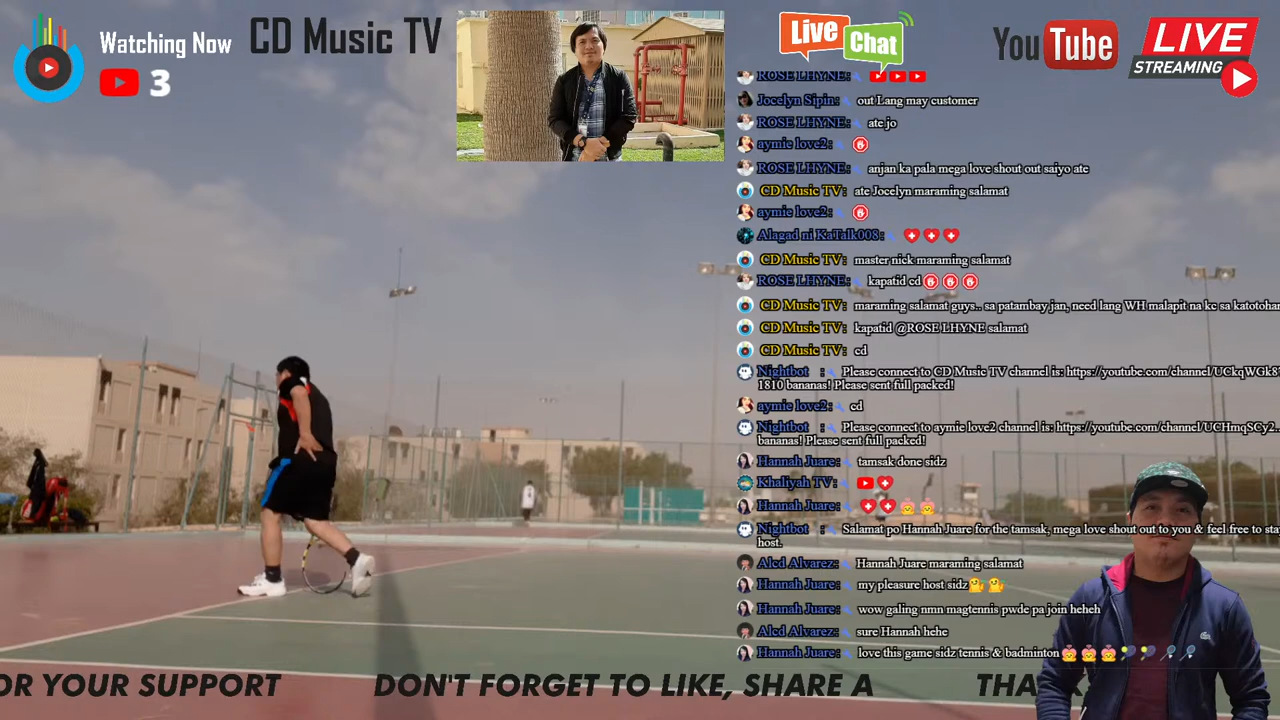 Watching Now
3
CD Music TV
Live
Chat
You Tube
LIVE
STREAMING
ROSE LHYNE:
Jocelyn Sipin: out Lang may customer
ROSE LHYNE: ate jo
aymie love2:
ROSE LHYNE: anjan ka pala mega love shout out saiyo ate
CD Music TV: ate Jocelyn maraming salamat
aymie love2:
Alagad ni KaTalk008:
CD Music TV: master nick maraming salamat
ROSE LHYNE: kapatid cd
CD Music TV: maraming salamat guys.. sa patambay jan, need lang WH malapit na kc sa katotohan
CD Music TV: kapatid @ROSE LHYNE salamat
CD Music TV: cd
Nightbot : Please connect to CD Music TV channel is: https://youtube.com/channel/UCkqWGk8
1810 bananas! Please sent full packed!
aymie love2: cd
Nightbot : Please connect to aymie love2 channel is: https://youtube.com/channel/UCHmqSCy2...
bananas! Please sent full packed!
Hannah Juare: tamsak done sidz
Khaliyah TV:
Hannah Juare:
Nightbot : Salamat po Hannah Juare for the tamsak, mega love shout out to you & feel free to sta
host.
Alcd Alvarez: Hannah Juare maraming salamat
Hannah Juare: my pleasure host sidz
Hannah Juare: wow galing nmn magtennis pwde pa join heheh
Alcd Alvarez: sure Hannah hehe
Hannah Juare: love this game sidz tennis & badminton
OR YOUR SUPPORT DON'T FORGET TO LIKE, SHARE A THA